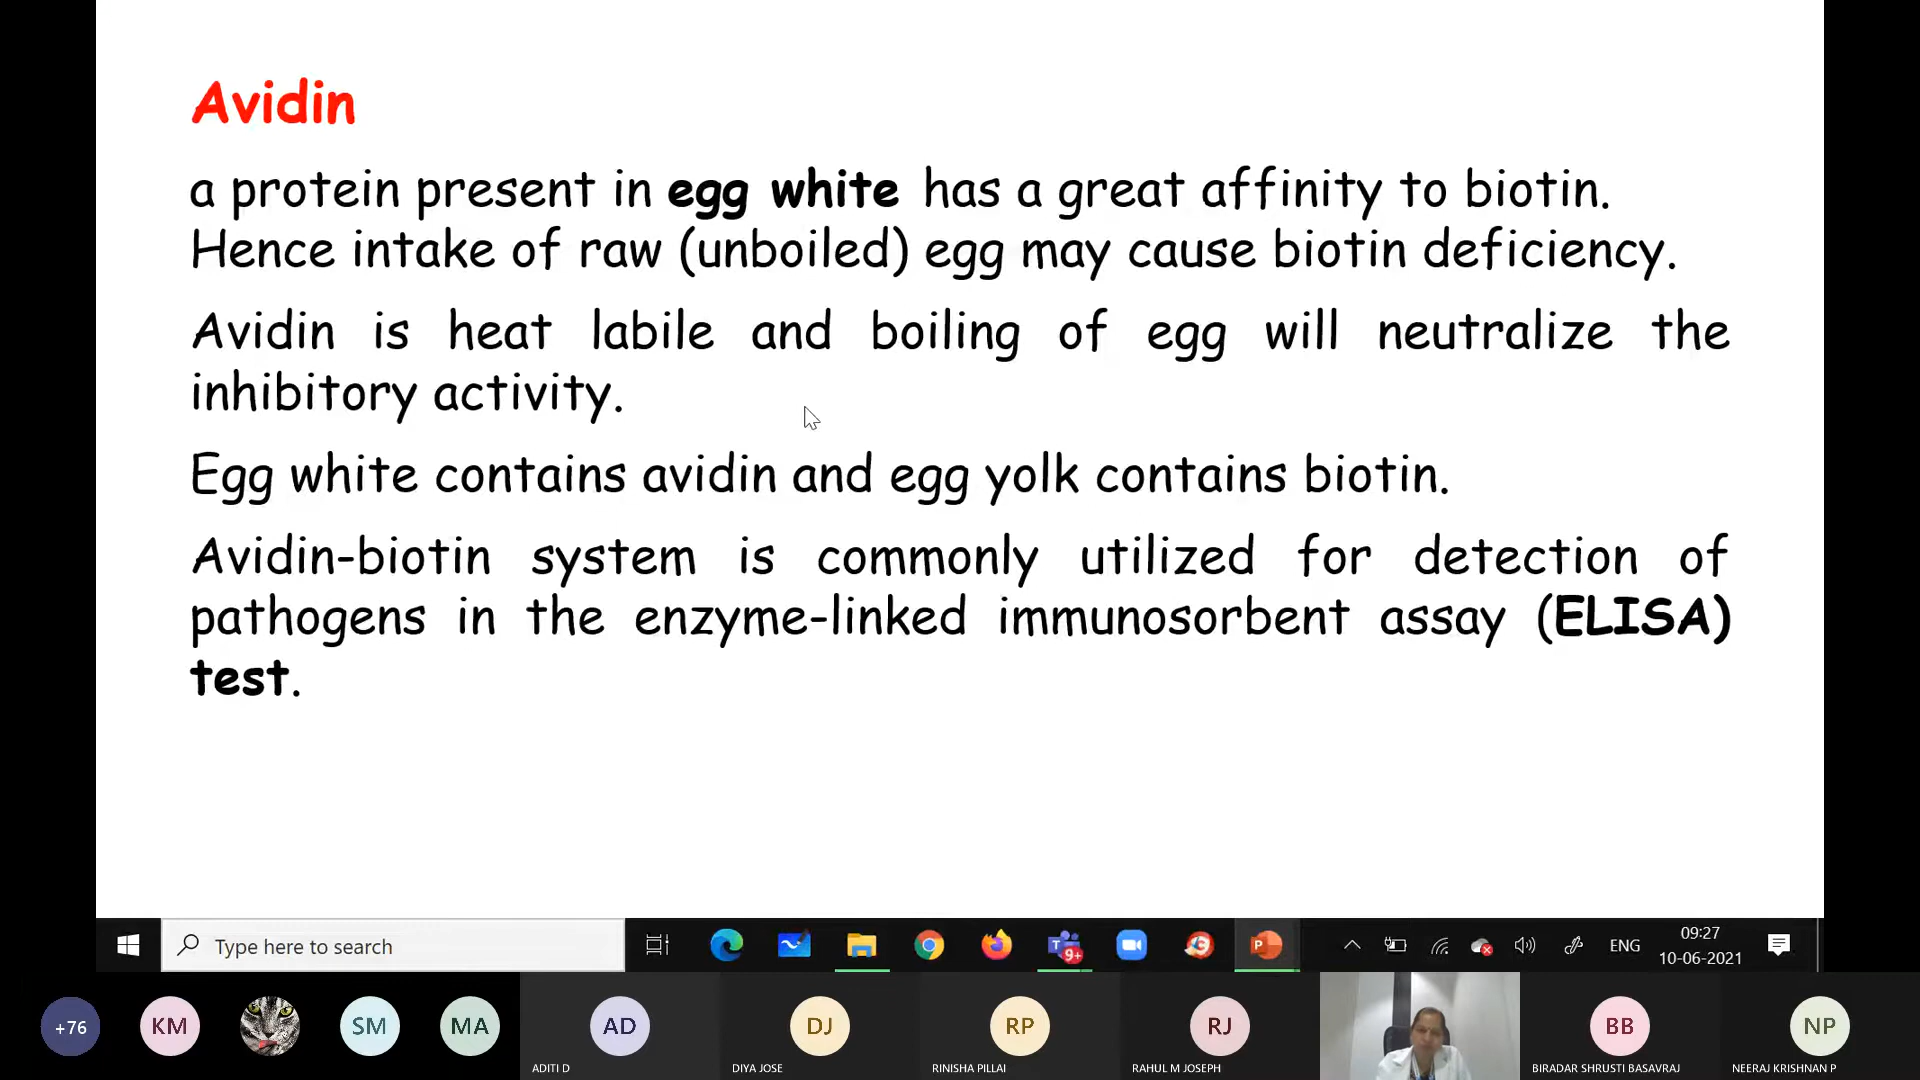 Avidin
a protein present in egg white has a great affinity to biotin.
Hence intake of raw (unboiled) egg may cause biotin deficiency.
Avidin is heat labile and boiling of egg will neutralize the
inhibitory activity.
Egg white contains avidin and egg yolk contains biotin.
Avidin-biotin system is commonly utilized for detection of
pathogens in the enzyme-linked immunosorbent assay (ELISA)
test.
Type here to search
T
9+
P
ENG
09:27
10-06-2021
+76
KM
SM
MA
AD
DJ
RP
RJ
BB
NP
ADITI D
DIYA JOSE
RINISHA PILLAI
RAHUL M JOSEPH
BIRADAR SHRUSTI BASAVRAJ
NEERAJ KRISHNAN P